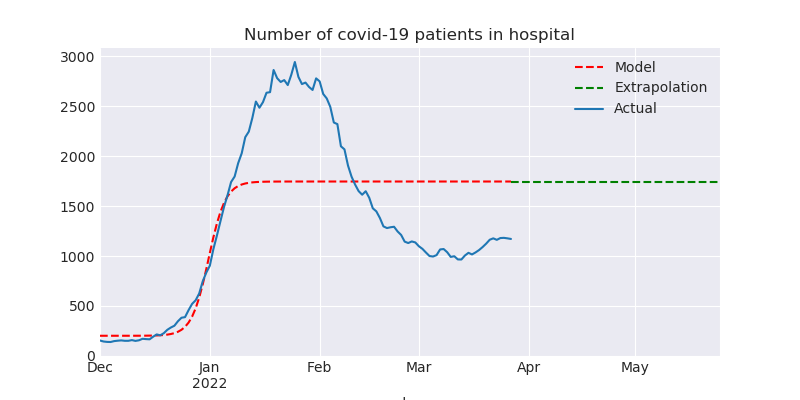 Number of covid-19 patients in hospital
3000
2500
2000
1500
1000
500
0
Model
Extrapolation
Actual
Dec
Jan
2022
Feb
Mar
Apr
May